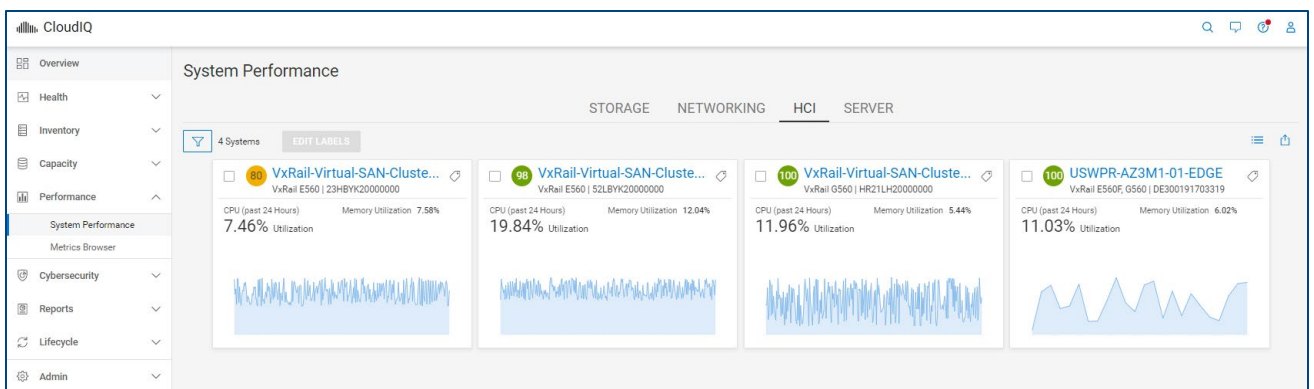 CloudIQ
Overview
Health
Inventory
Capacity
Performance
System Performance
Metrics Browser
Cybersecurity
Reports
Lifecycle
Admin
System Performance
STORAGE NETWORKING HCI SERVER
4 Systems EDIT LABELS
80 VxRail-Virtual-SAN-Cluste...
VxRail E560 | 23HBYK20000000
CPU (past 24 Hours) Memory Utilization 7.58%
7.46% Utilization
98 VxRail-Virtual-SAN-Cluste...
VxRail E560 | 52LBYK20000000
CPU (past 24 Hours) Memory Utilization 12.04%
19.84% Utilization
100 VxRail-Virtual-SAN-Cluste...
VxRail G560 | HR21LH20000000
CPU (past 24 Hours) Memory Utilization 5.44%
11.96% Utilization
100 USWPR-AZ3M1-01-EDGE
VxRail E560F, G560 | DE300191703319
CPU (past 24 Hours) Memory Utilization 6.02%
11.03% Utilization